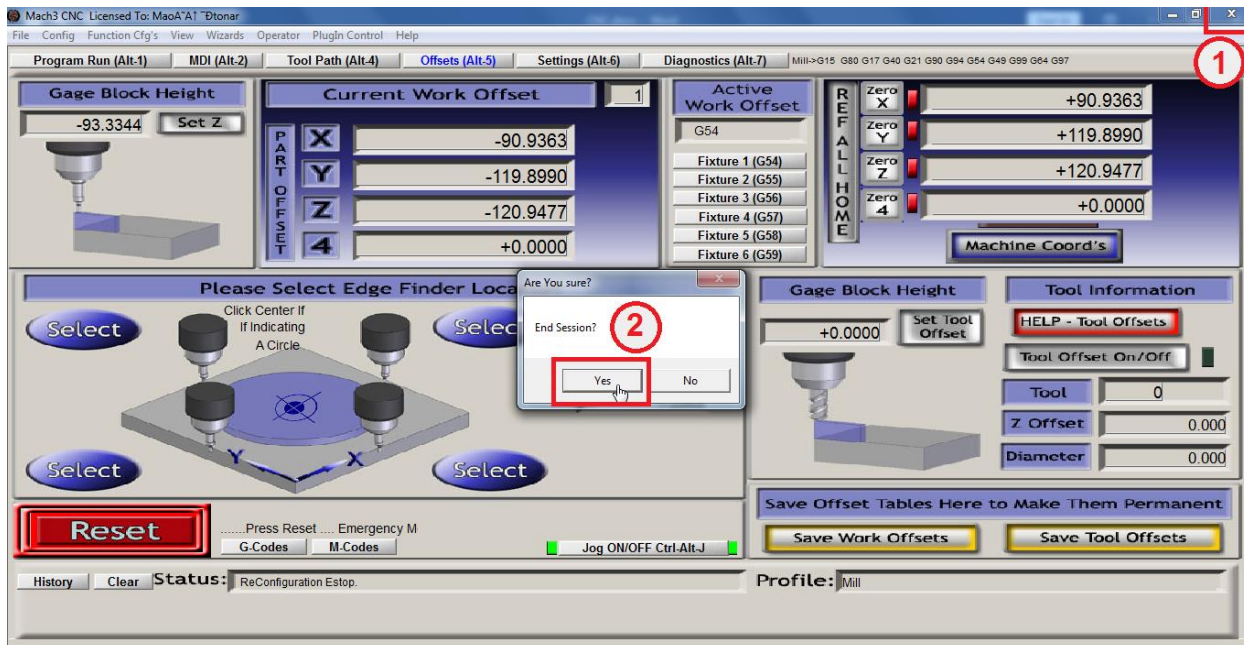 Mach3 CNC Licensed To: MaoA˜A† ˜Ðtonar
File Config Function Cfg's View Wizards Operator PlugIn Control Help
Program Run (Alt-1) MDI (Alt-2) Tool Path (Alt-4) Offsets (Alt-5) Settings (Alt-6) Diagnostics (Alt-7) Mill->G15 G80 G17 G40 G21 G90 G94 G54 G49 G99 G64 G97
1
Gage Block Height
-93.3344 Set Z
Current Work Offset 1
PART OFFSET
X -90.9363
Y -119.8990
Z -120.9477
4 +0.0000
Active
Work Offset
G54
Fixture 1 (G54)
Fixture 2 (G55)
Fixture 3 (G56)
Fixture 4 (G57)
Fixture 5 (G58)
Fixture 6 (G59)
REF ALL HOME
Zero X +90.9363
Zero Y +119.8990
Zero Z +120.9477
Zero 4 +0.0000
Machine Coord's
Please Select Edge Finder Loca
Click Center If
If Indicating
A Circle
Select
Selec
Y X
Select
Select
Are You sure?
End Session?
2
Yes No
Gage Block Height
+0.0000 Set Tool
Offset
Tool Information
HELP - Tool Offsets
Tool Offset On/Off
Tool 0
Z Offset 0.000
Diameter 0.000
Reset
.......Press Reset .... Emergency M
G-Codes M-Codes
Jog ON/OFF Ctrl-Alt-J
Save Offset Tables Here to Make Them Permanent
Save Work Offsets Save Tool Offsets
History Clear Status: ReConfiguration Estop. Profile: Mill